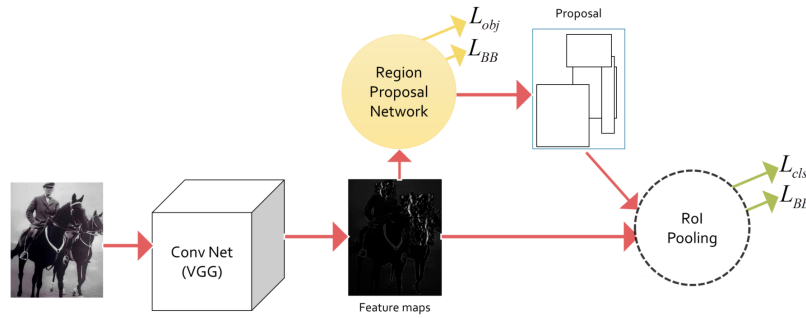 Proposal
L_obj
L_BB
Region
Proposal
Network
L_cls
Conv Net
(VGG)
RoI
Pooling
Feature maps